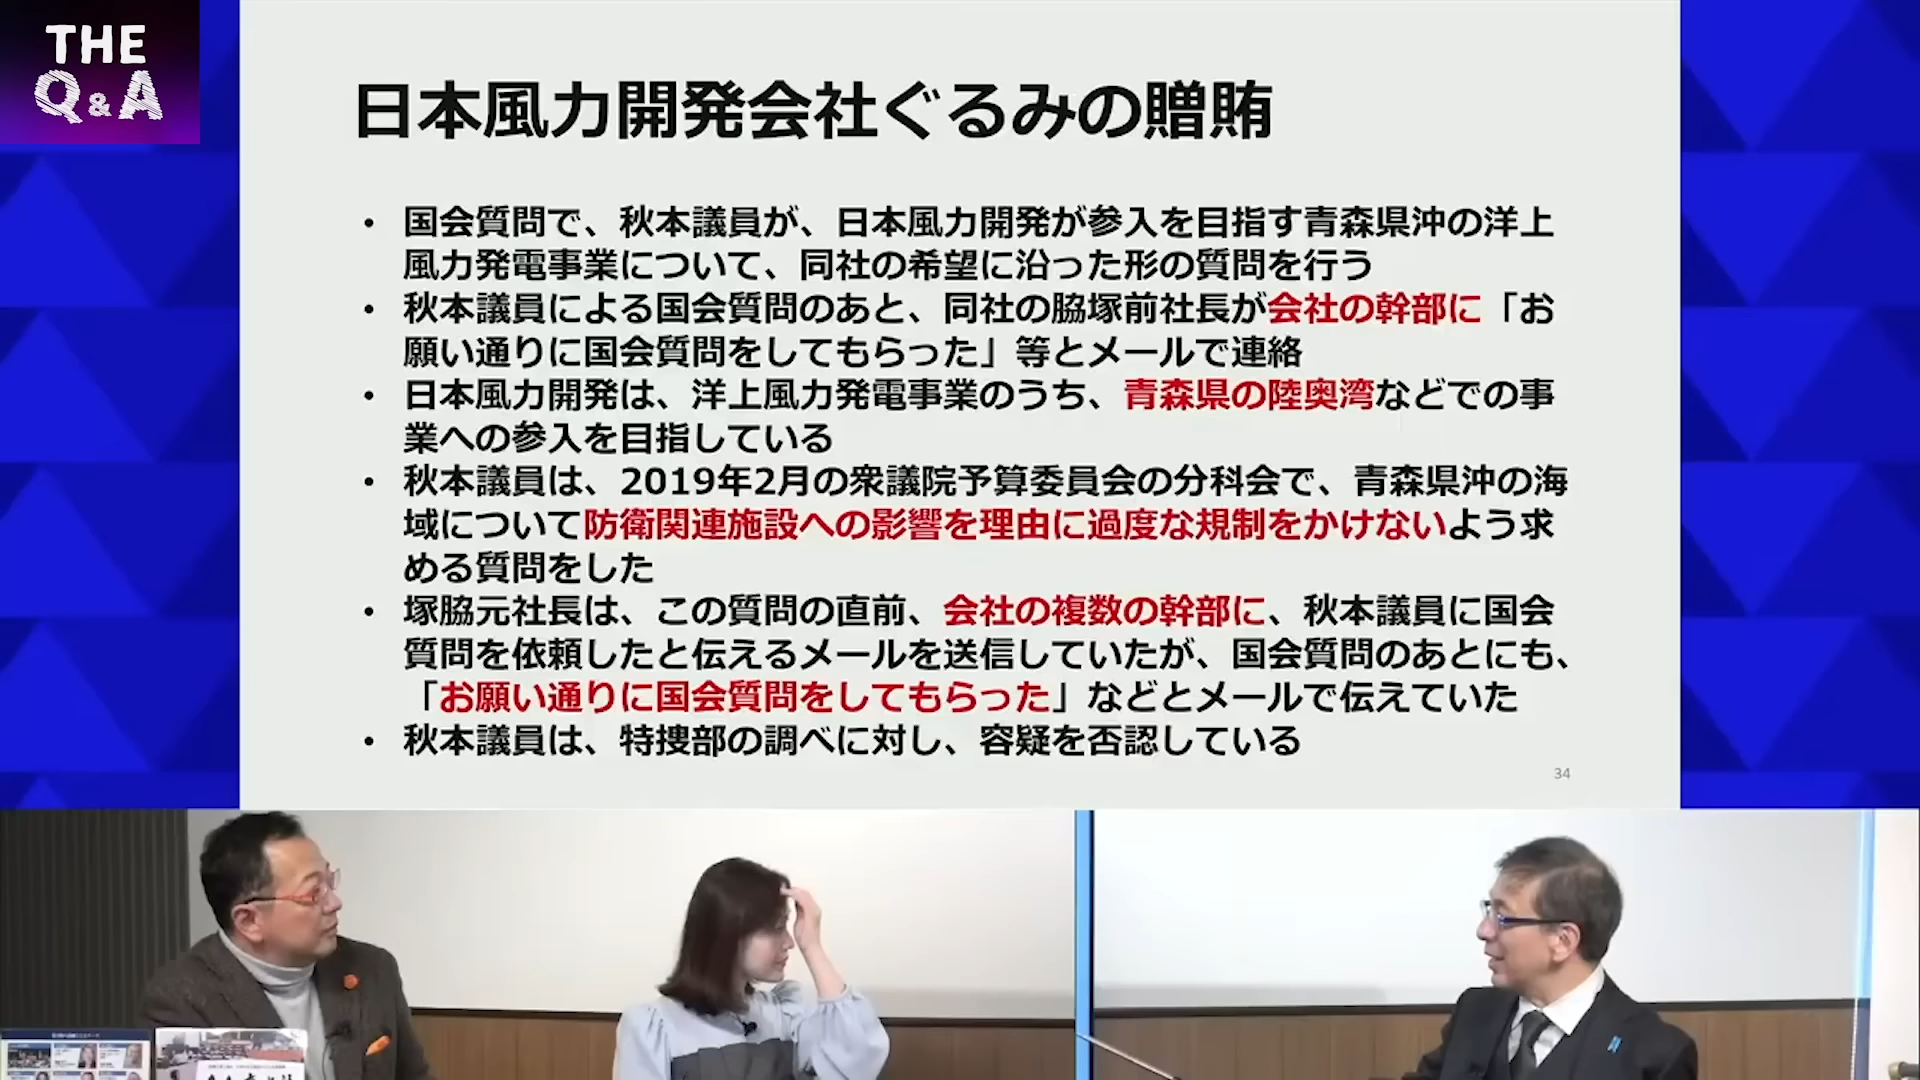 THE
Q&A
日本風力開発会社ぐるみの贈賄
• 国会質問で、秋本議員が、日本風力開発が参入を目指す青森県沖の洋上
風力発電事業について、同社の希望に沿った形の質問を行う
• 秋本議員による国会質問のあと、同社の脇塚前社長が会社の幹部に「お
願い通りに国会質問をしてもらった」等とメールで連絡
• 日本風力開発は、洋上風力発電事業のうち、青森県の陸奥湾などでの事
業への参入を目指している
• 秋本議員は、2019年2月の衆議院予算委員会の分科会で、青森県沖の海
域について防衛関連施設への影響を理由に過度な規制をかけないよう求
める質問をした
• 塚脇元社長は、この質問の直前、会社の複数の幹部に、秋本議員に国会
質問を依頼したと伝えるメールを送信していたが、国会質問のあとにも、
「お願い通りに国会質問をしてもらった」などとメールで伝えていた
• 秋本議員は、特捜部の調べに対し、容疑を否認している
34